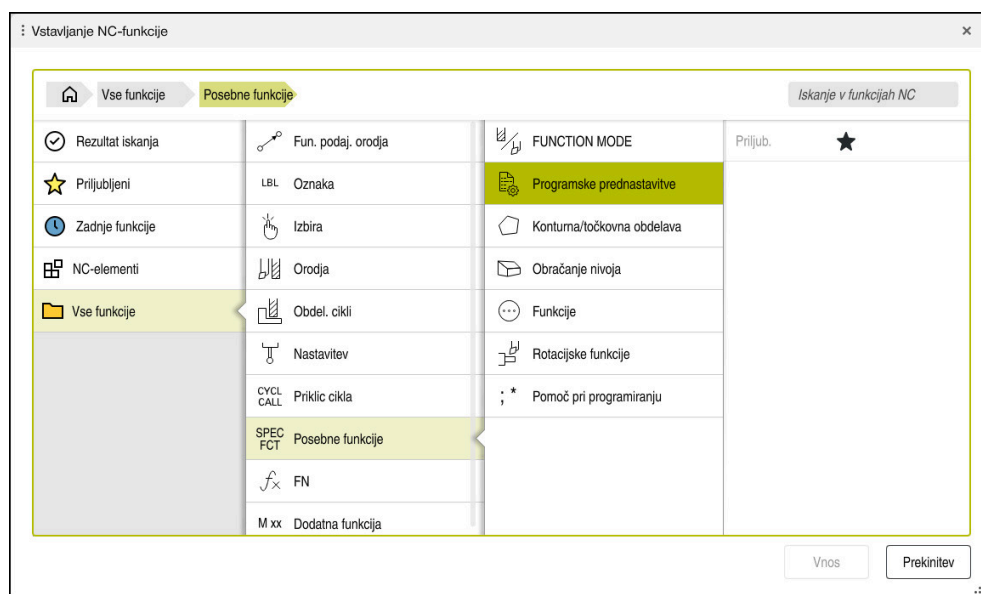 Vstavljanje NC-funkcije
Vse funkcije
Posebne funkcije
Iskanje v funkcijah NC
Rezultat iskanja
Priljubljeni
Zadnje funkcije
NC-elementi
Vse funkcije
Fun. podaj. orodja
LBL Oznaka
Izbira
Orodja
Obdel. cikli
Nastavitev
CYCL CALL Priklic cikla
SPEC FCT Posebne funkcije
fx FN
M xx Dodatna funkcija
FUNCTION MODE
Programske prednastavitve
Konturna/točkovna obdelava
Obračanje nivoja
Funkcije
Rotacijske funkcije
; * Pomoč pri programiranju
Priljub.
Vnos
Prekinitev